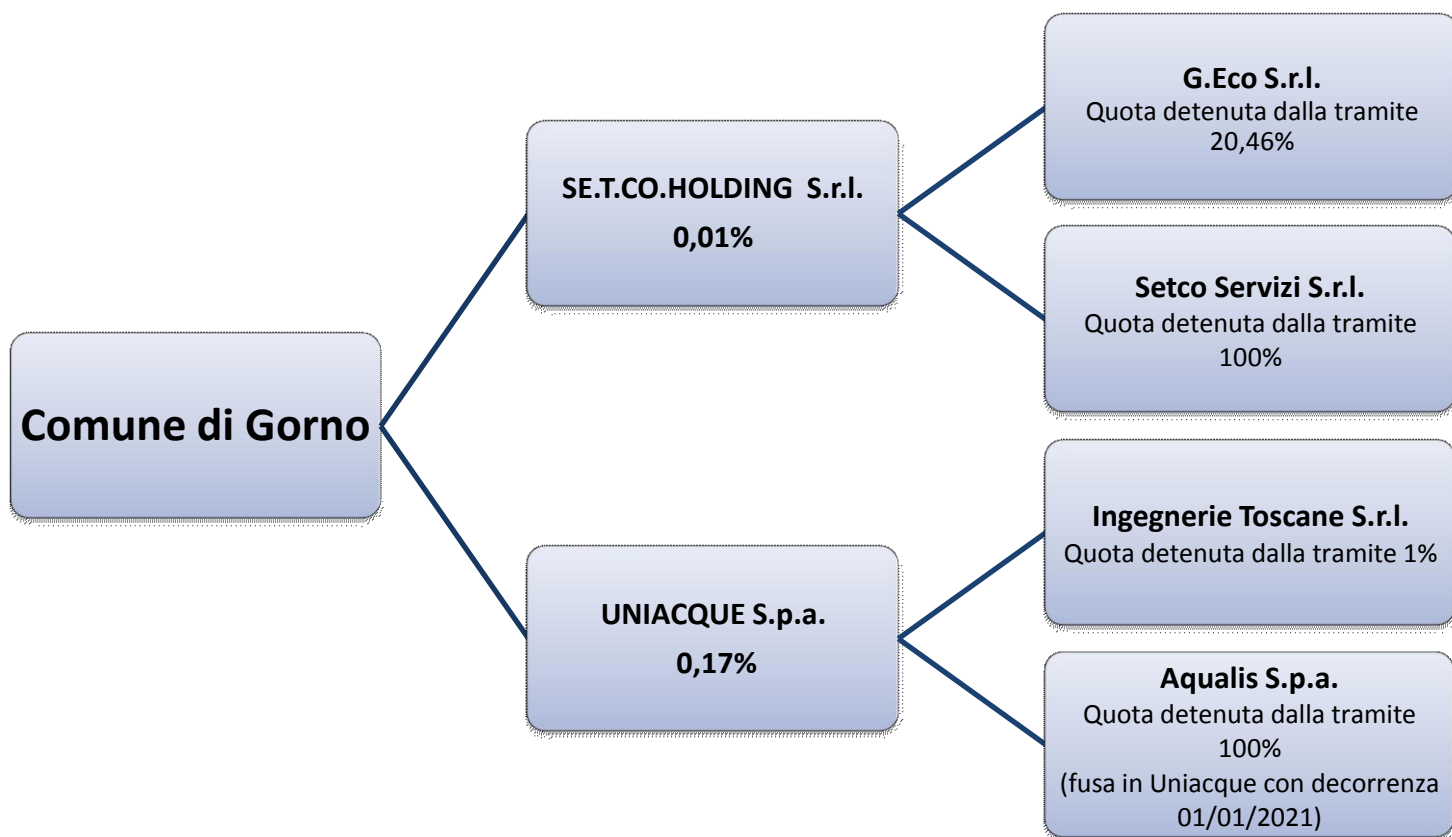 Comune di Gorno
SE.T.CO.HOLDING S.r.l.
0,01%
UNIACQUE S.p.a.
0,17%
G.Eco S.r.l.
Quota detenuta dalla tramite
20,46%
Setco Servizi S.r.l.
Quota detenuta dalla tramite
100%
Ingegnerie Toscane S.r.l.
Quota detenuta dalla tramite 1%
Aqualis S.p.a.
Quota detenuta dalla tramite
100%
(fusa in Uniacque con decorrenza
01/01/2021)